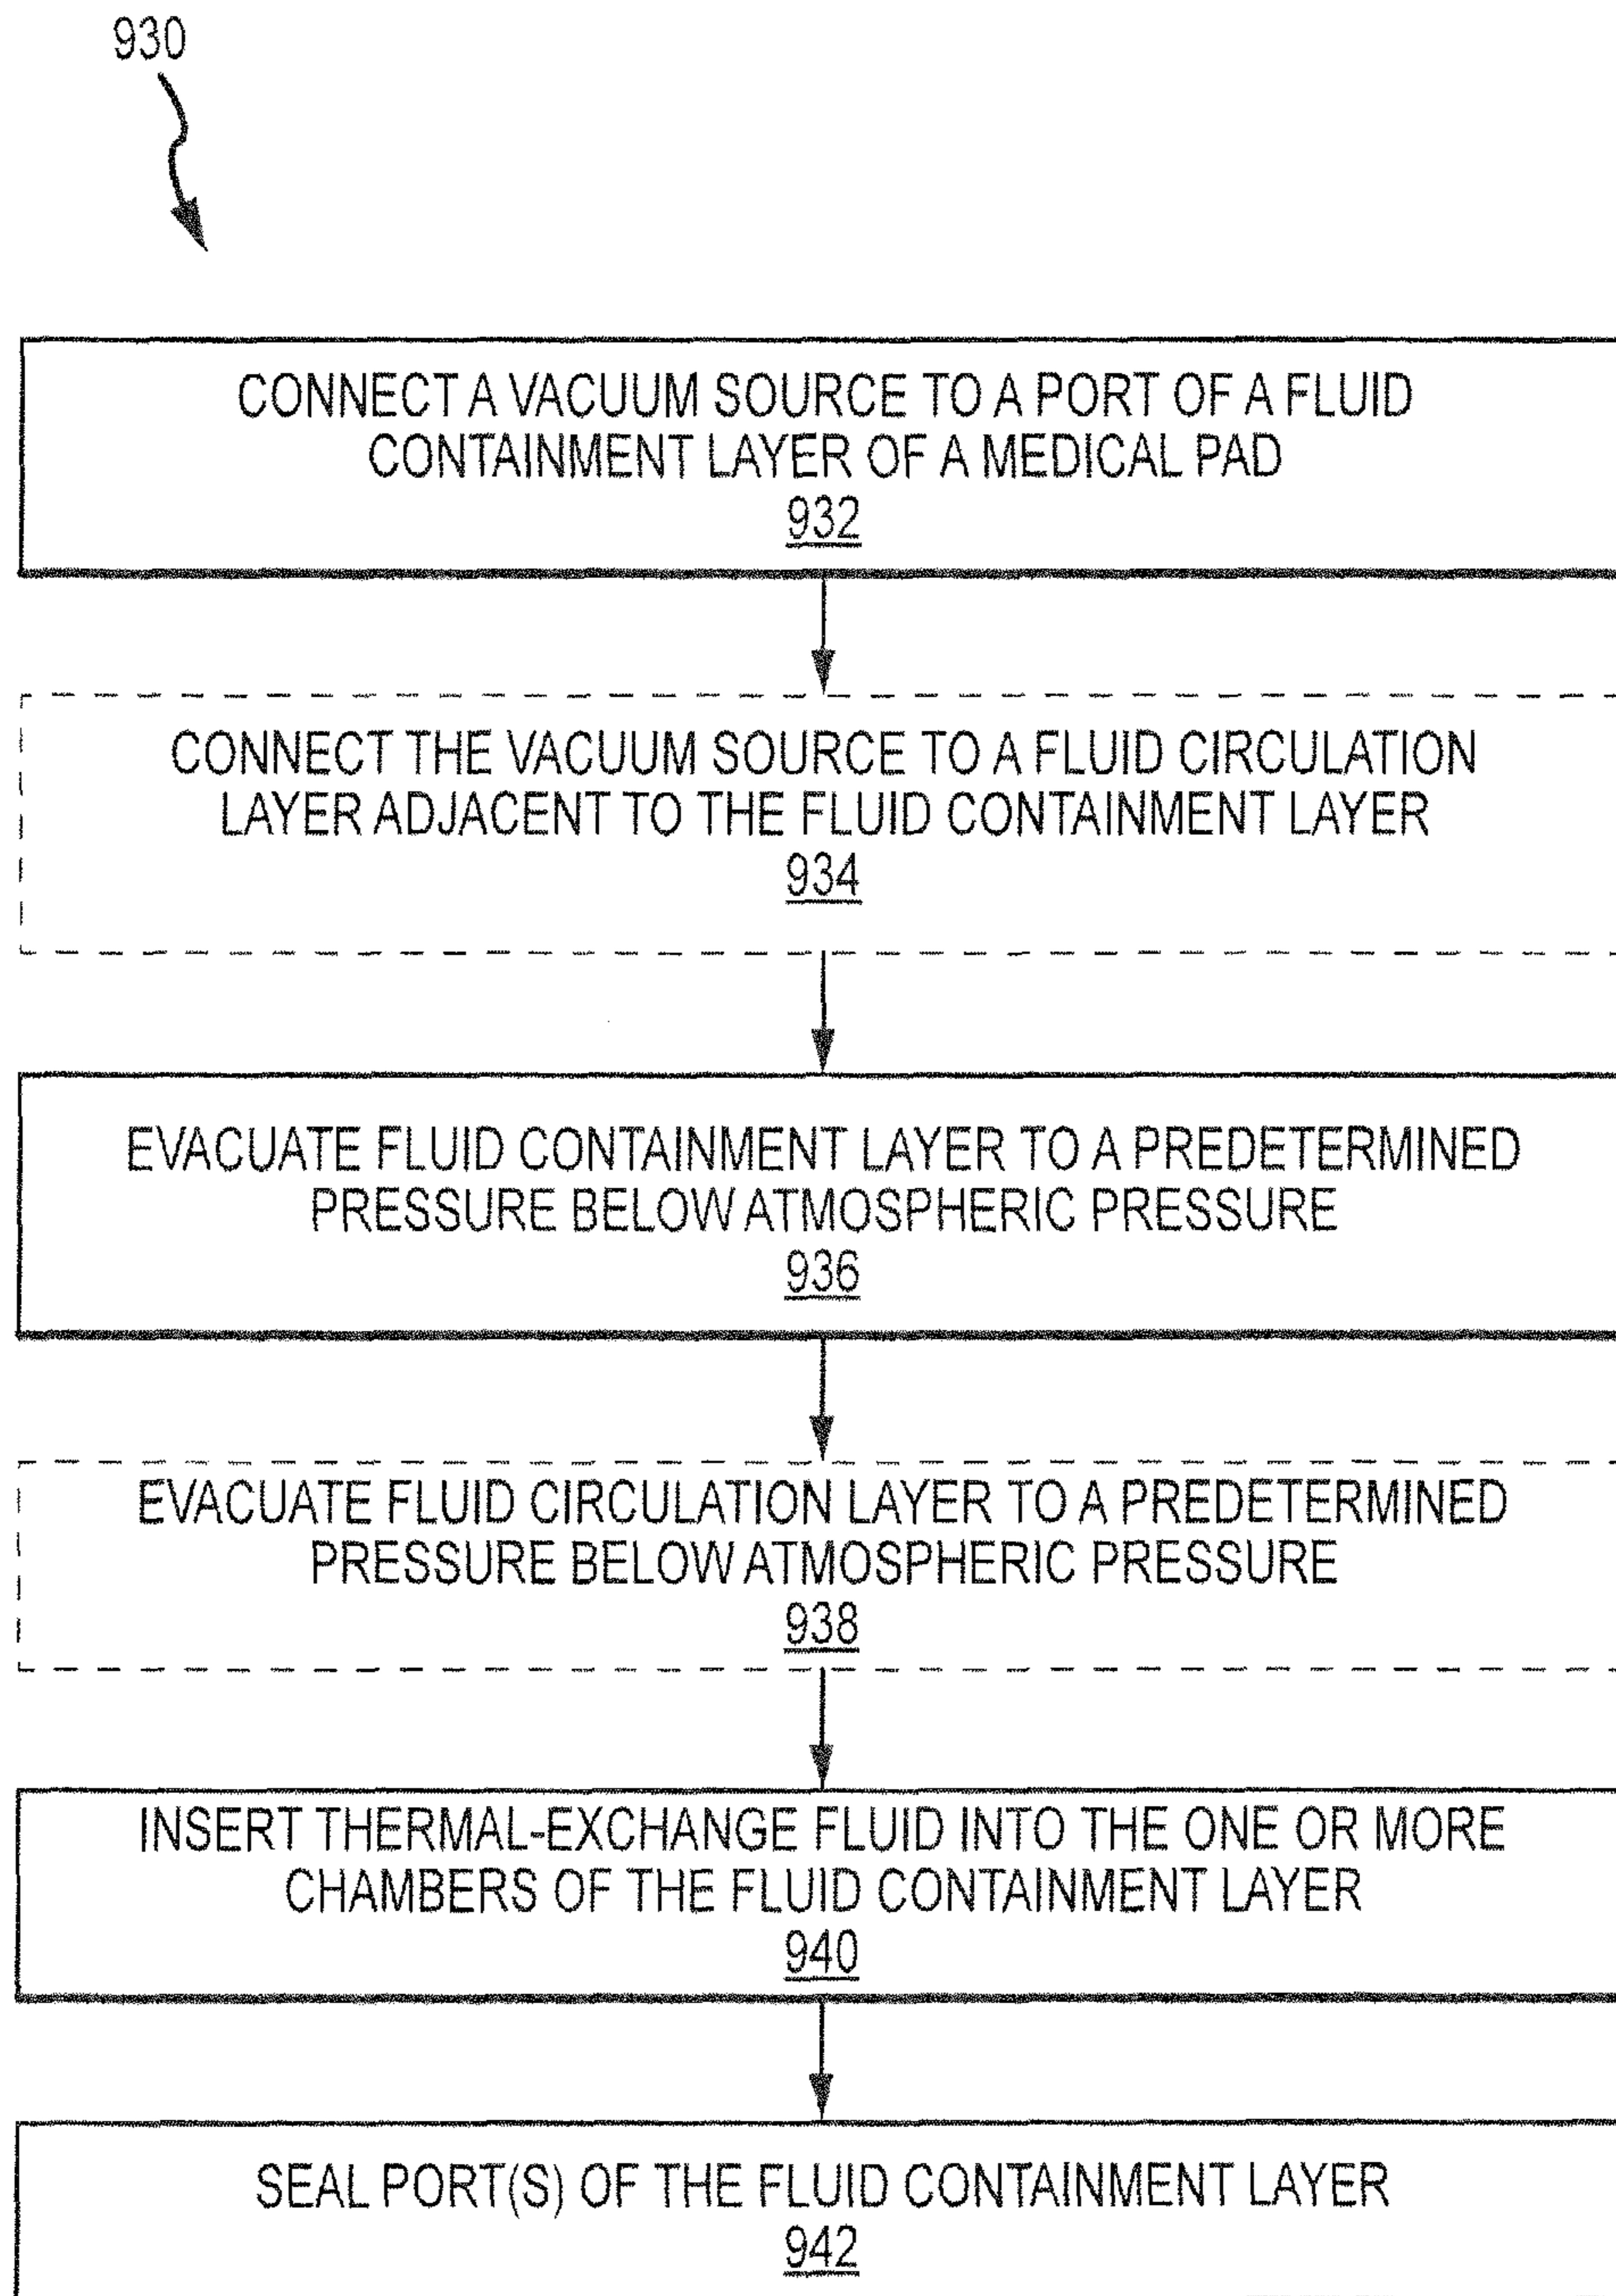 930
CONNECT A VACUUM SOURCE TO A PORT OF A FLUID
CONTAINMENT LAYER OF A MEDICAL PAD
932
CONNECT THE VACUUM SOURCE TO A FLUID CIRCULATION
LAYER ADJACENT TO THE FLUID CONTAINMENT LAYER
934
EVACUATE FLUID CONTAINMENT LAYER TO A PREDETERMINED
PRESSURE BELOW ATMOSPHERIC PRESSURE
936
EVACUATE FLUID CIRCULATION LAYER TO A PREDETERMINED
PRESSURE BELOW ATMOSPHERIC PRESSURE
938
INSERT THERMAL-EXCHANGE FLUID INTO THE ONE OR MORE
CHAMBERS OF THE FLUID CONTAINMENT LAYER
940
SEAL PORT(S) OF THE FLUID CONTAINMENT LAYER
942